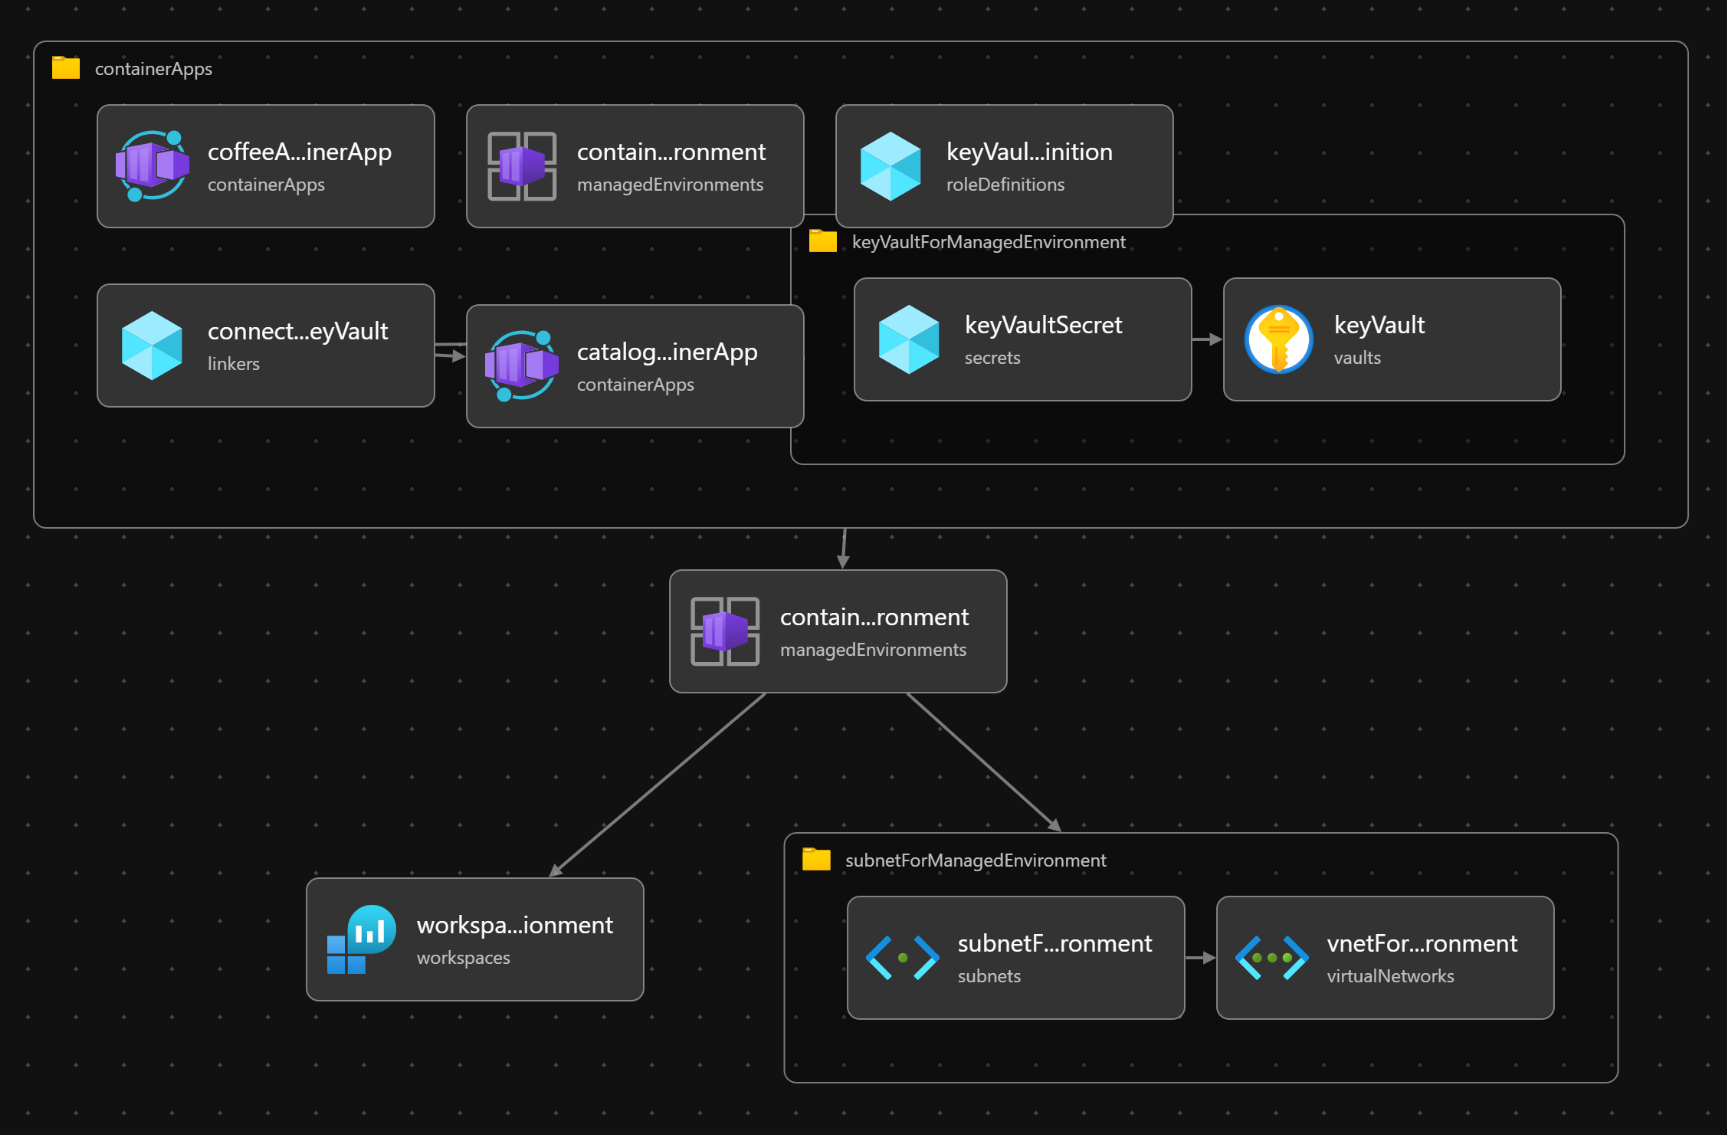 containerApps
coffeeA...inerApp
containerApps
contain...ronment
managedEnvironments
keyVaul...inition
roleDefinitions
keyVaultForManagedEnvironment
connect...eyVault
linkers
catalog...inerApp
containerApps
keyVaultSecret
secrets
keyVault
vaults
contain...ronment
managedEnvironments
workspa...ionment
workspaces
subnetForManagedEnvironment
subnetF...ronment
subnets
vnetFor...ronment
virtualNetworks